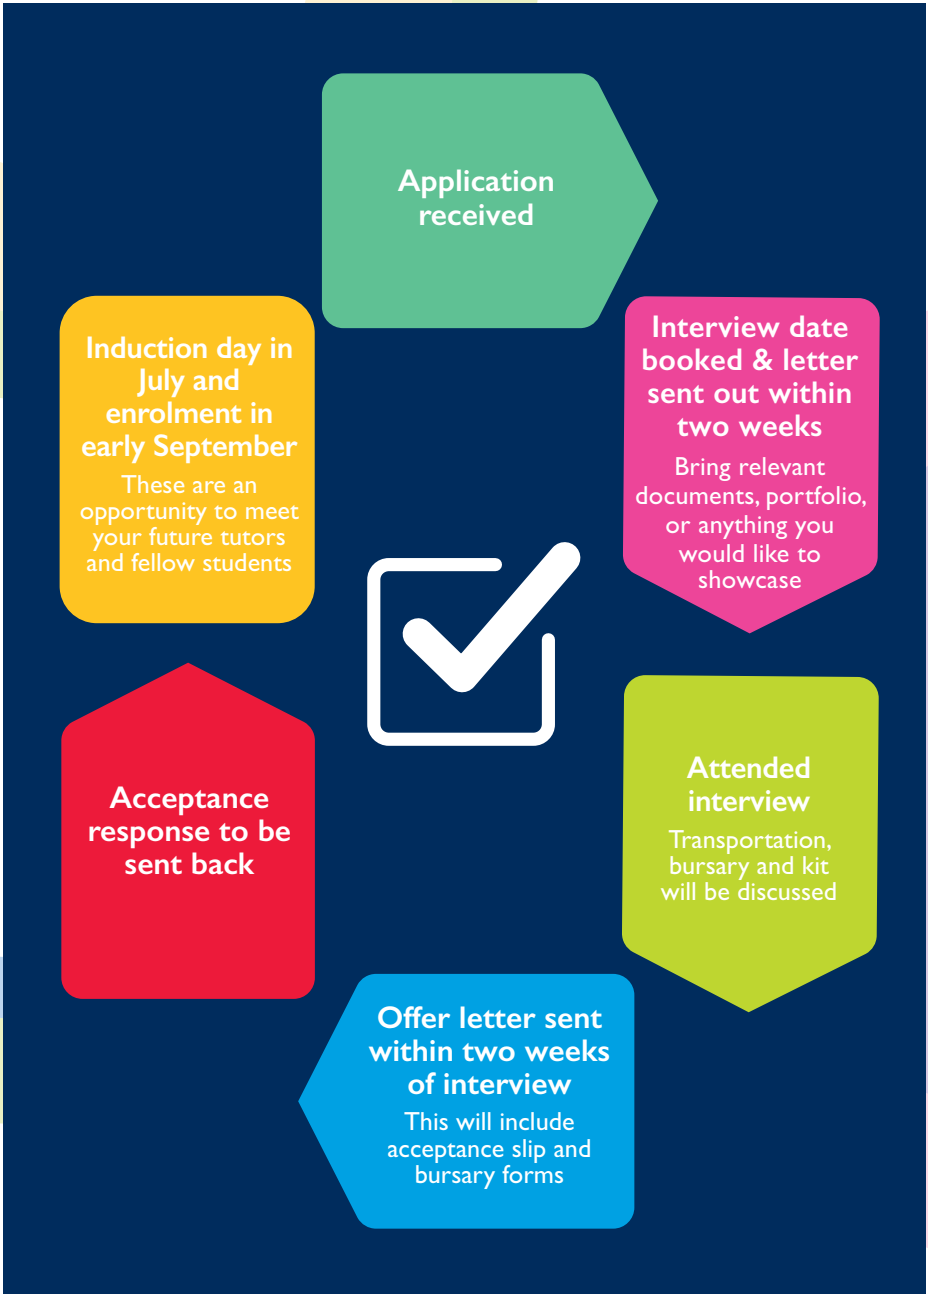 Application
received
Interview date
booked & letter
sent out within
two weeks
Bring relevant
documents, portfolio,
or anything you
would like to
showcase
Attended
interview
Transportation,
bursary and kit
will be discussed
Offer letter sent
within two weeks
of interview
This will include
acceptance slip and
bursary forms
Acceptance
response to be
sent back
Induction day in
July and
enrolment in
early September
These are an
opportunity to meet
your future tutors
and fellow students